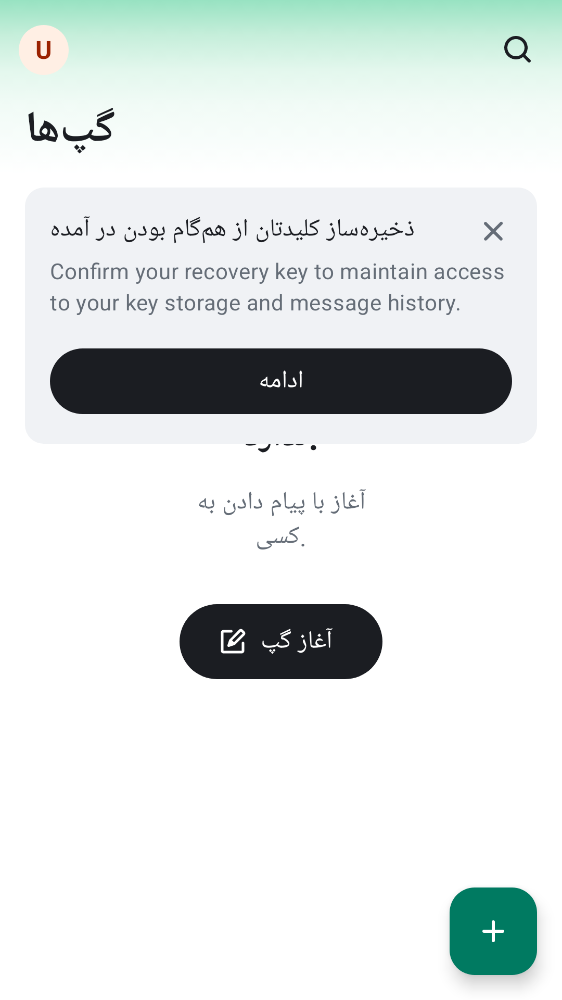 U
گپ‌ها
ذخیره‌ساز کلیدتان از هم‌گام بودن در آمده
Confirm your recovery key to maintain access
to your key storage and message history.
ادامه
آغاز با پیام دادن به
کسی.
آغاز گپ